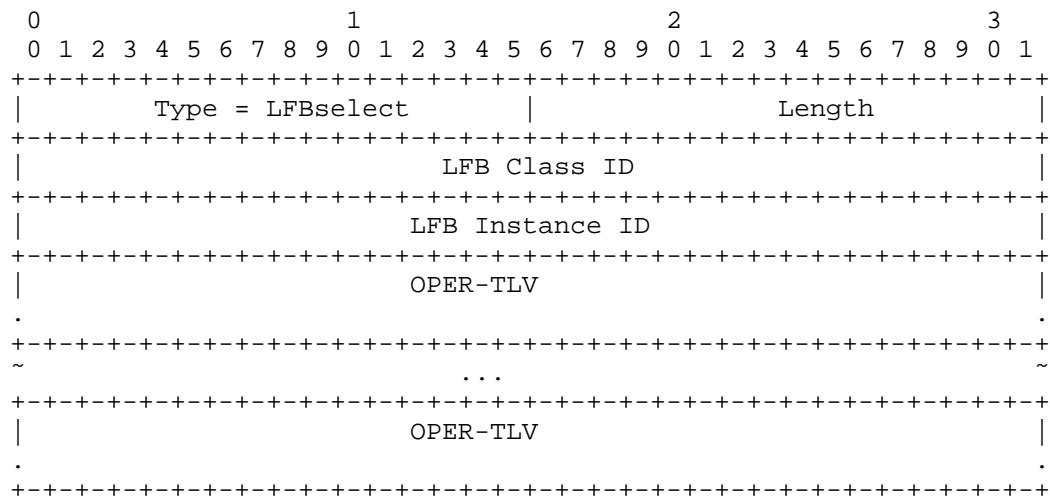 0                   1                   2                   3
 0 1 2 3 4 5 6 7 8 9 0 1 2 3 4 5 6 7 8 9 0 1 2 3 4 5 6 7 8 9 0 1
+-+-+-+-+-+-+-+-+-+-+-+-+-+-+-+-+-+-+-+-+-+-+-+-+-+-+-+-+-+-+-+-+
|        Type = LFBselect       |               Length          |
+-+-+-+-+-+-+-+-+-+-+-+-+-+-+-+-+-+-+-+-+-+-+-+-+-+-+-+-+-+-+-+-+
|                          LFB Class ID                         |
+-+-+-+-+-+-+-+-+-+-+-+-+-+-+-+-+-+-+-+-+-+-+-+-+-+-+-+-+-+-+-+-+
|                        LFB Instance ID                        |
+-+-+-+-+-+-+-+-+-+-+-+-+-+-+-+-+-+-+-+-+-+-+-+-+-+-+-+-+-+-+-+-+
|                        OPER-TLV                               |
.                                                               .
+-+-+-+-+-+-+-+-+-+-+-+-+-+-+-+-+-+-+-+-+-+-+-+-+-+-+-+-+-+-+-+-+
~                           ...                                 ~
+-+-+-+-+-+-+-+-+-+-+-+-+-+-+-+-+-+-+-+-+-+-+-+-+-+-+-+-+-+-+-+-+
|                        OPER-TLV                               |
.                                                               .
+-+-+-+-+-+-+-+-+-+-+-+-+-+-+-+-+-+-+-+-+-+-+-+-+-+-+-+-+-+-+-+-+